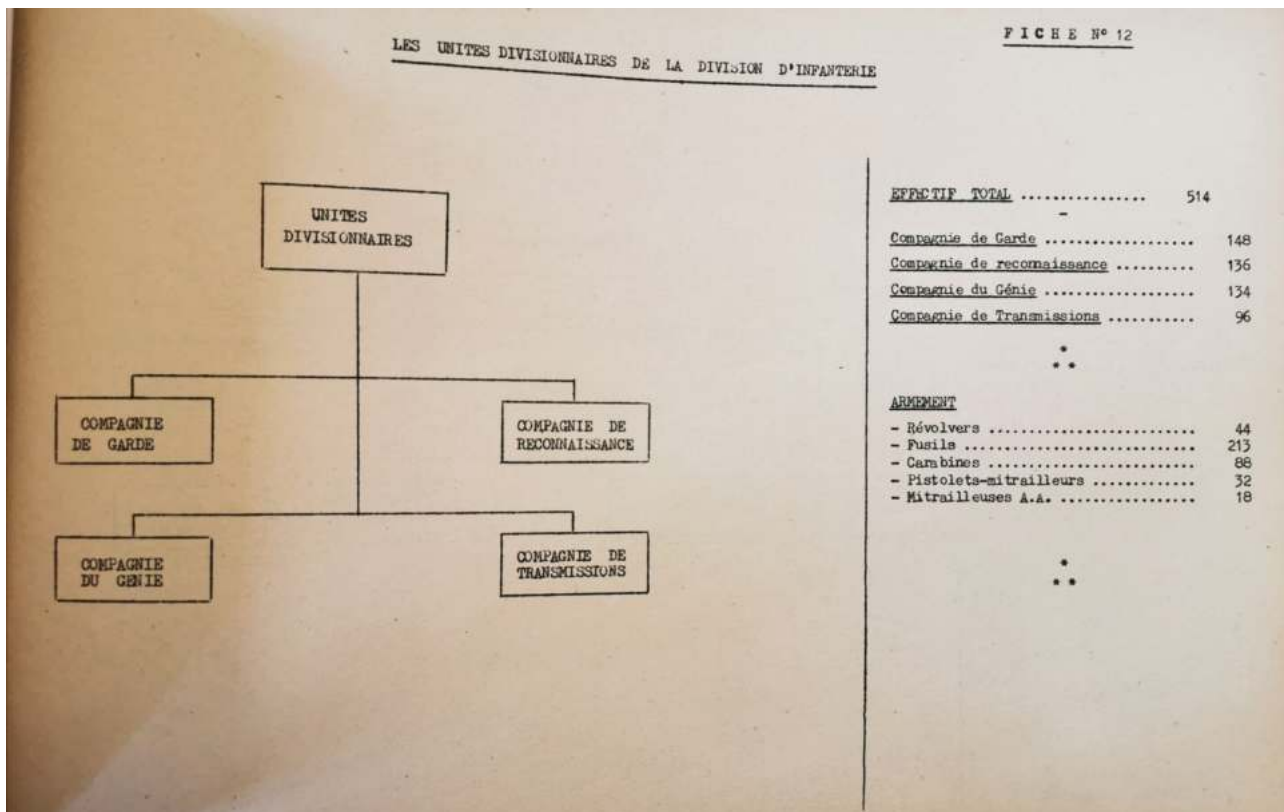 FICHE N° 12
LES UNITES DIVISIONNAIRES DE LA DIVISION D'INFANTERIE
UNITES
DIVISIONNAIRES
COMPAGNIE
DE GARDE
COMPAGNIE DE
RECONNAISSANCE
COMPAGNIE
DU GENIE
COMPAGNIE DE
TRANSMISSIONS
EFFECTIF TOTAL ................ 514
-
Compagnie de Garde ................... 148
Compagnie de reconnaissance .......... 136
Compagnie du Génie ................... 134
Compagnie de Transmissions ........... 96
*
* *
ARMEMENT
- Révolvers .......................... 44
- Fusils ............................. 213
- Carabines .......................... 88
- Pistolets-mitrailleurs ............. 32
- Mitrailleuses A.A. ................. 18
*
* *